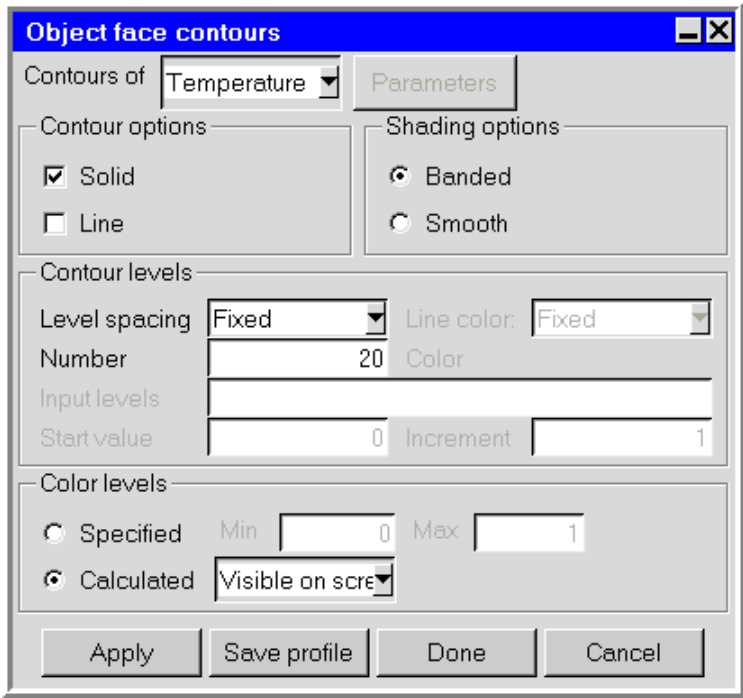 Object face contours
Contours of Temperature Parameters
Contour options Shading options
Solid Banded
Line Smooth
Contour levels
Level spacing Fixed Line color: Fixed
Number 20 Color
Input levels
Start value 0 Increment 1
Color levels
Specified Min 0 Max 1
Calculated Visible on scre
Apply Save profile Done Cancel